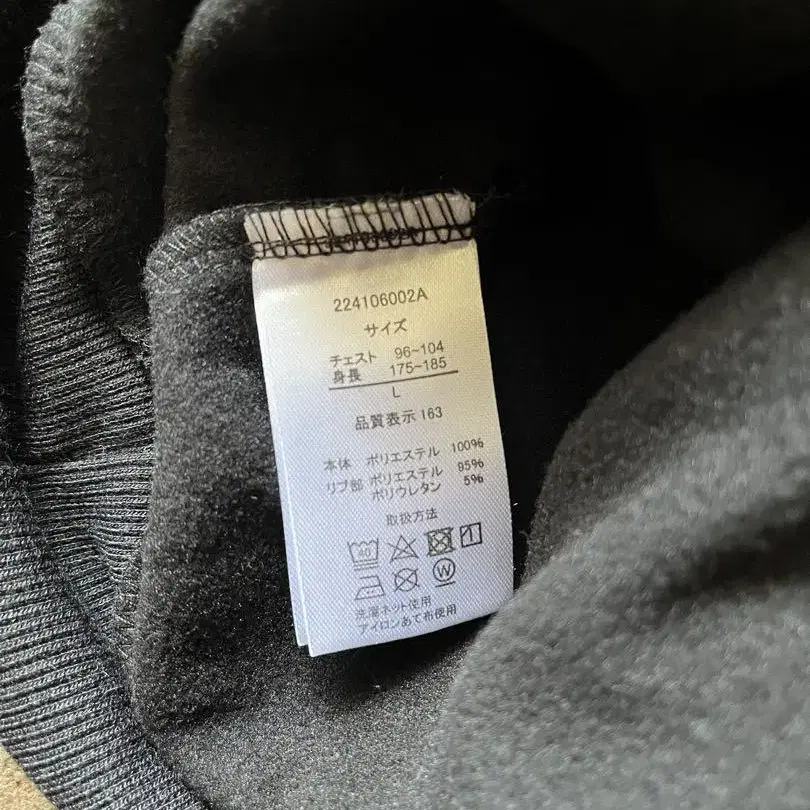 224106002A
サイズ
チェスト 96-104
身長 175-185
L
品質表示 163
本体 ポリエステル 100%
リブ部 ポリエステル 95%
ポリウレタン 5%
取扱方法
40
W
洗濯ネット使用
アイロンあて布使用